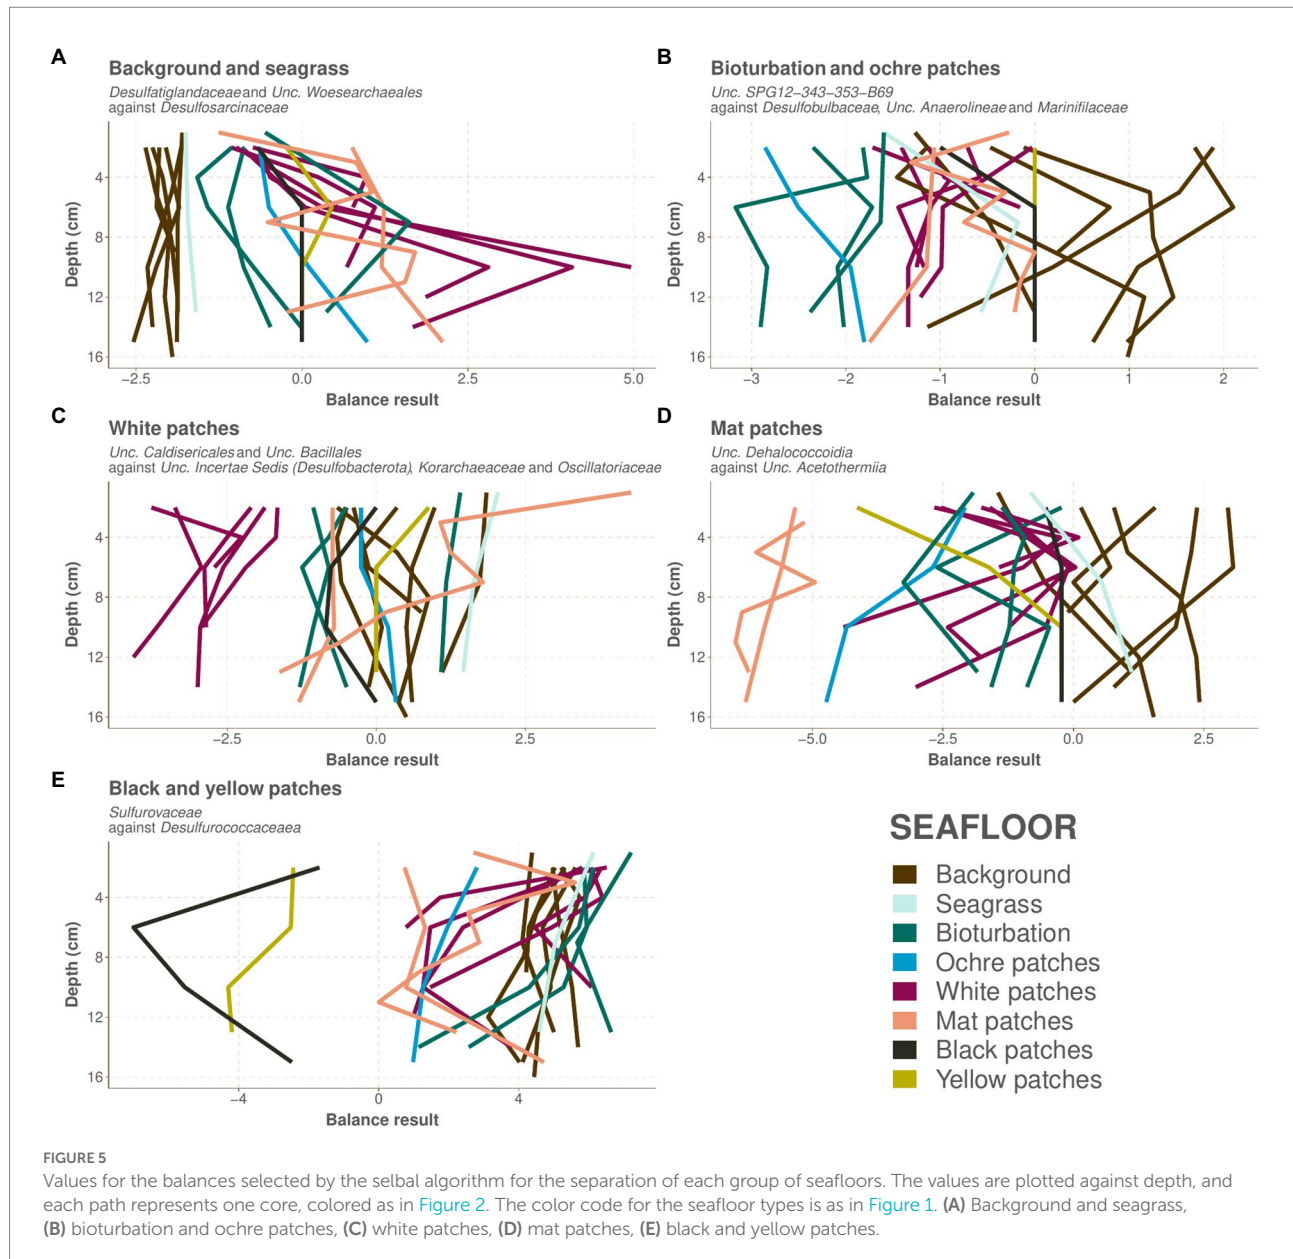 A
Background and seagrass
Desulfatiglandaceae and Unc. Woesearchaeales
against Desulfosarcinaceae
4
8
12
16
Depth (cm)
−2.5 0.0 2.5 5.0
Balance result
B
Bioturbation and ochre patches
Unc. SPG12−343−353−B69
against Desulfobulbaceae, Unc. Anaerolineae and Marinifilaceae
4
8
12
16
Depth (cm)
−3 −2 −1 0 1 2
Balance result
C
White patches
Unc. Caldisericales and Unc. Bacillales
against Unc. Incertae Sedis (Desulfobacterota), Korarchaeaceae and Oscillatoriaceae
4
8
12
16
Depth (cm)
−2.5 0.0 2.5
Balance result
D
Mat patches
Unc. Dehalococcoidia
against Unc. Acetothermiia
4
8
12
16
Depth (cm)
−5.0 −2.5 0.0 2.5
Balance result
E
Black and yellow patches
Sulfurovaceae
against Desulfurococcaceaea
4
8
12
16
Depth (cm)
−4 0 4
Balance result
SEAFLOOR
Background
Seagrass
Bioturbation
Ochre patches
White patches
Mat patches
Black patches
Yellow patches
FIGURE 5
Values for the balances selected by the selbal algorithm for the separation of each group of seafloors. The values are plotted against depth, and
each path represents one core, colored as in Figure 2. The color code for the seafloor types is as in Figure 1. (A) Background and seagrass,
(B) bioturbation and ochre patches, (C) white patches, (D) mat patches, (E) black and yellow patches.